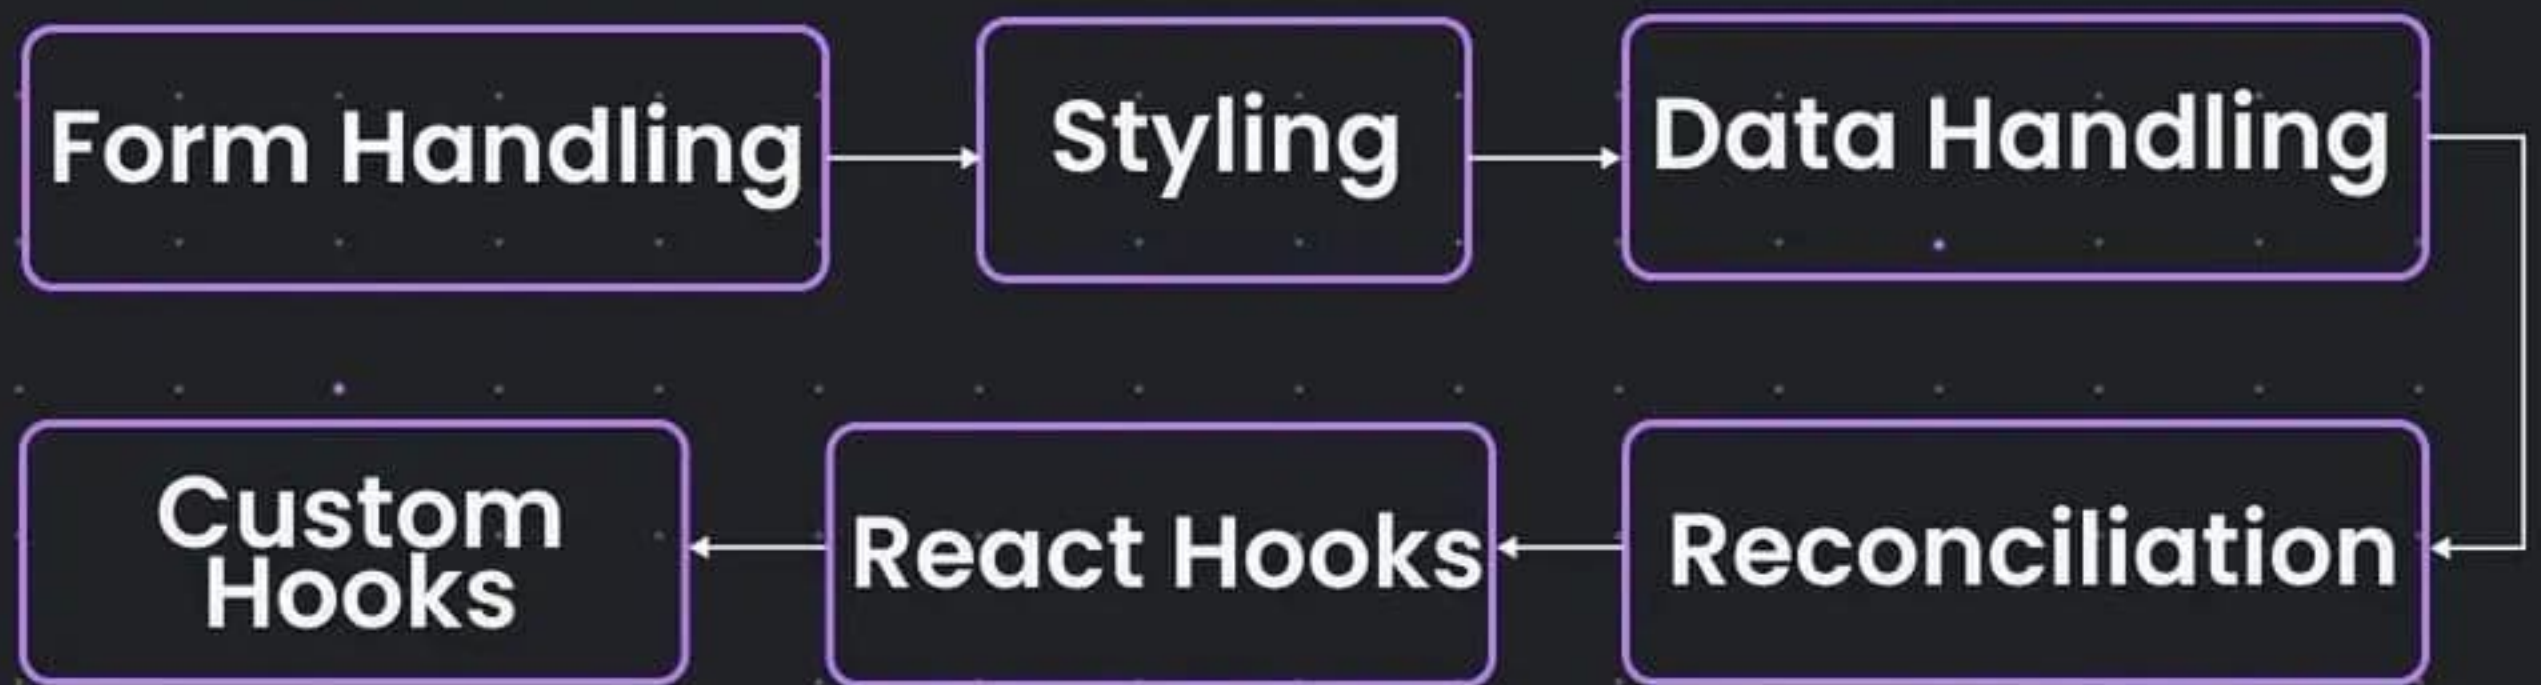 Form Handling
Styling
Data Handling
Reconciliation
React Hooks
Custom
Hooks